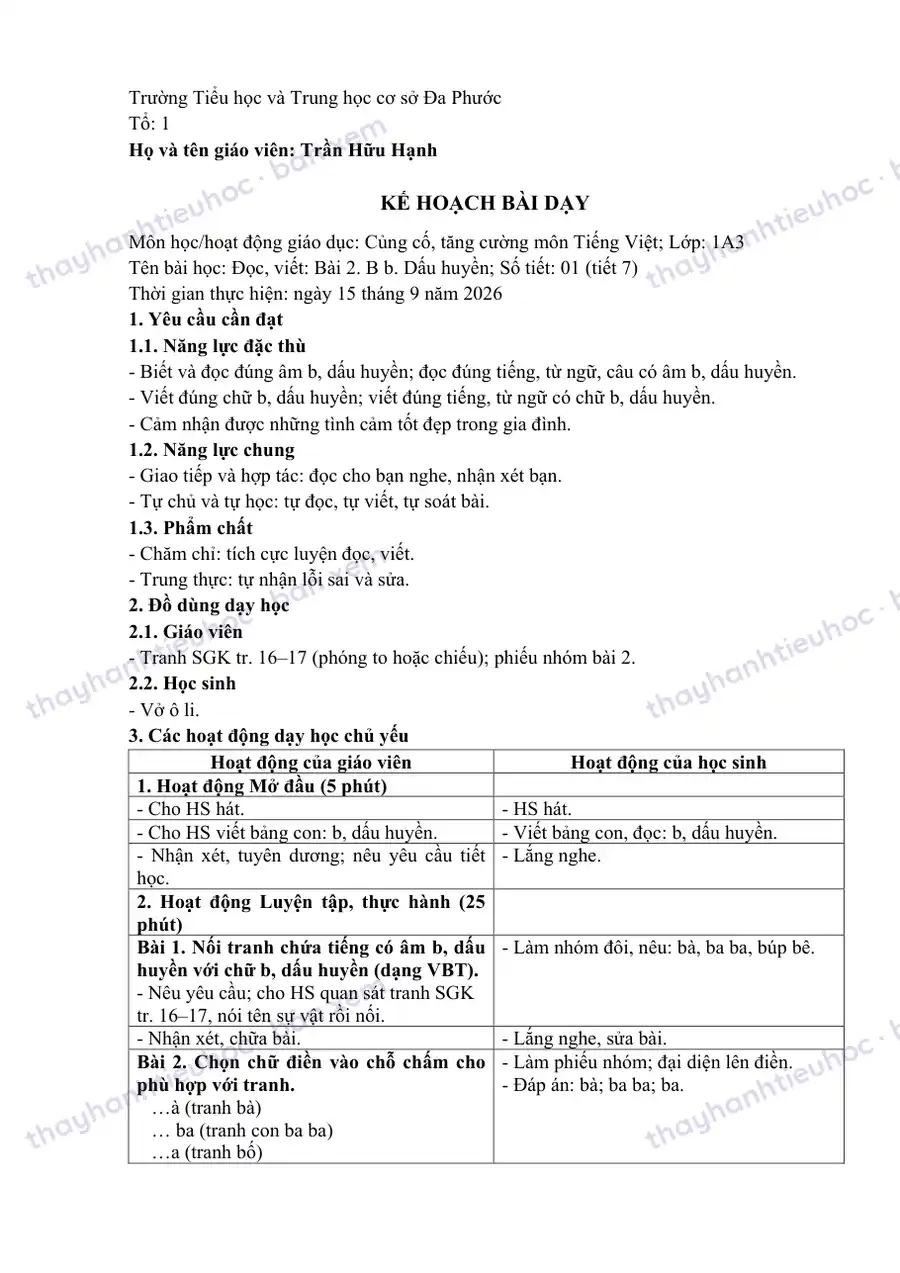 Trường Tiểu học và Trung học cơ sở Đa Phước
Tổ: 1
Họ và tên giáo viên: Trần Hữu Hạnh
KẾ HOẠCH BÀI DẠY
Môn học/hoạt động giáo dục: Củng cố, tăng cường môn Tiếng Việt; Lớp: 1A3
Tên bài học: Đọc, viết: Bài 2. B b. Dấu huyền; Số tiết: 01 (tiết 7)
Thời gian thực hiện: ngày 15 tháng 9 năm 2026
1. Yêu cầu cần đạt
1.1. Năng lực đặc thù
- Biết và đọc đúng âm b, dấu huyền; đọc đúng tiếng, từ ngữ, câu có âm b, dấu huyền.
- Viết đúng chữ b, dấu huyền; viết đúng tiếng, từ ngữ có chữ b, dấu huyền.
- Cảm nhận được những tình cảm tốt đẹp trong gia đình.
1.2. Năng lực chung
- Giao tiếp và hợp tác: đọc cho bạn nghe, nhận xét bạn.
- Tự chủ và tự học: tự đọc, tự viết, tự soát bài.
1.3. Phẩm chất
- Chăm chỉ: tích cực luyện đọc, viết.
- Trung thực: tự nhận lỗi sai và sửa.
2. Đồ dùng dạy học
2.1. Giáo viên
- Tranh SGK tr. 16–17 (phóng to hoặc chiếu); phiếu nhóm bài 2.
2.2. Học sinh
- Vở ô li.
3. Các hoạt động dạy học chủ yếu
Hoạt động của giáo viên
Hoạt động của học sinh
1. Hoạt động Mở đầu (5 phút)
- Cho HS hát.
- HS hát.
- Cho HS viết bảng con: b, dấu huyền.
- Viết bảng con, đọc: b, dấu huyền.
- Nhận xét, tuyên dương; nêu yêu cầu tiết
học.
- Lắng nghe.
2. Hoạt động Luyện tập, thực hành (25
phút)
Bài 1. Nối tranh chứa tiếng có âm b, dấu
huyền với chữ b, dấu huyền (dạng VBT).
- Nêu yêu cầu; cho HS quan sát tranh SGK
tr. 16–17, nói tên sự vật rồi nối.
- Làm nhóm đôi, nêu: bà, ba ba, búp bê.
- Nhận xét, chữa bài.
- Lắng nghe, sửa bài.
Bài 2. Chọn chữ điền vào chỗ chấm cho
phù hợp với tranh.
…à (tranh bà)
… ba (tranh con ba ba)
…a (tranh bố)
- Làm phiếu nhóm; đại diện lên điền.
- Đáp án: bà; ba ba; ba.
thayhanhtieuhoc · bản xem
thayhanhtieuhoc · b
thayhanhtieuhoc · bản xem
thayhanhtieuhoc · b
thayhanhtieuhoc · bản xem
thayhanhtieuhoc · b